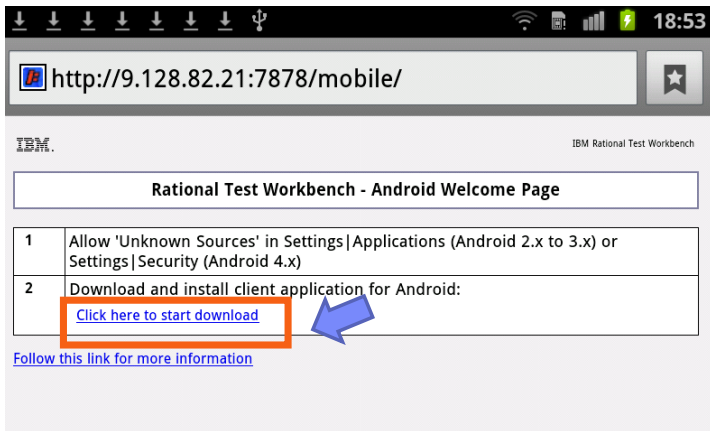 18:53
http://9.128.82.21:7878/mobile/
IBM.
IBM Rational Test Workbench
Rational Test Workbench - Android Welcome Page
1 Allow 'Unknown Sources' in Settings|Applications (Android 2.x to 3.x) or
Settings|Security (Android 4.x)
2 Download and install client application for Android:
Click here to start download
Follow this link for more information